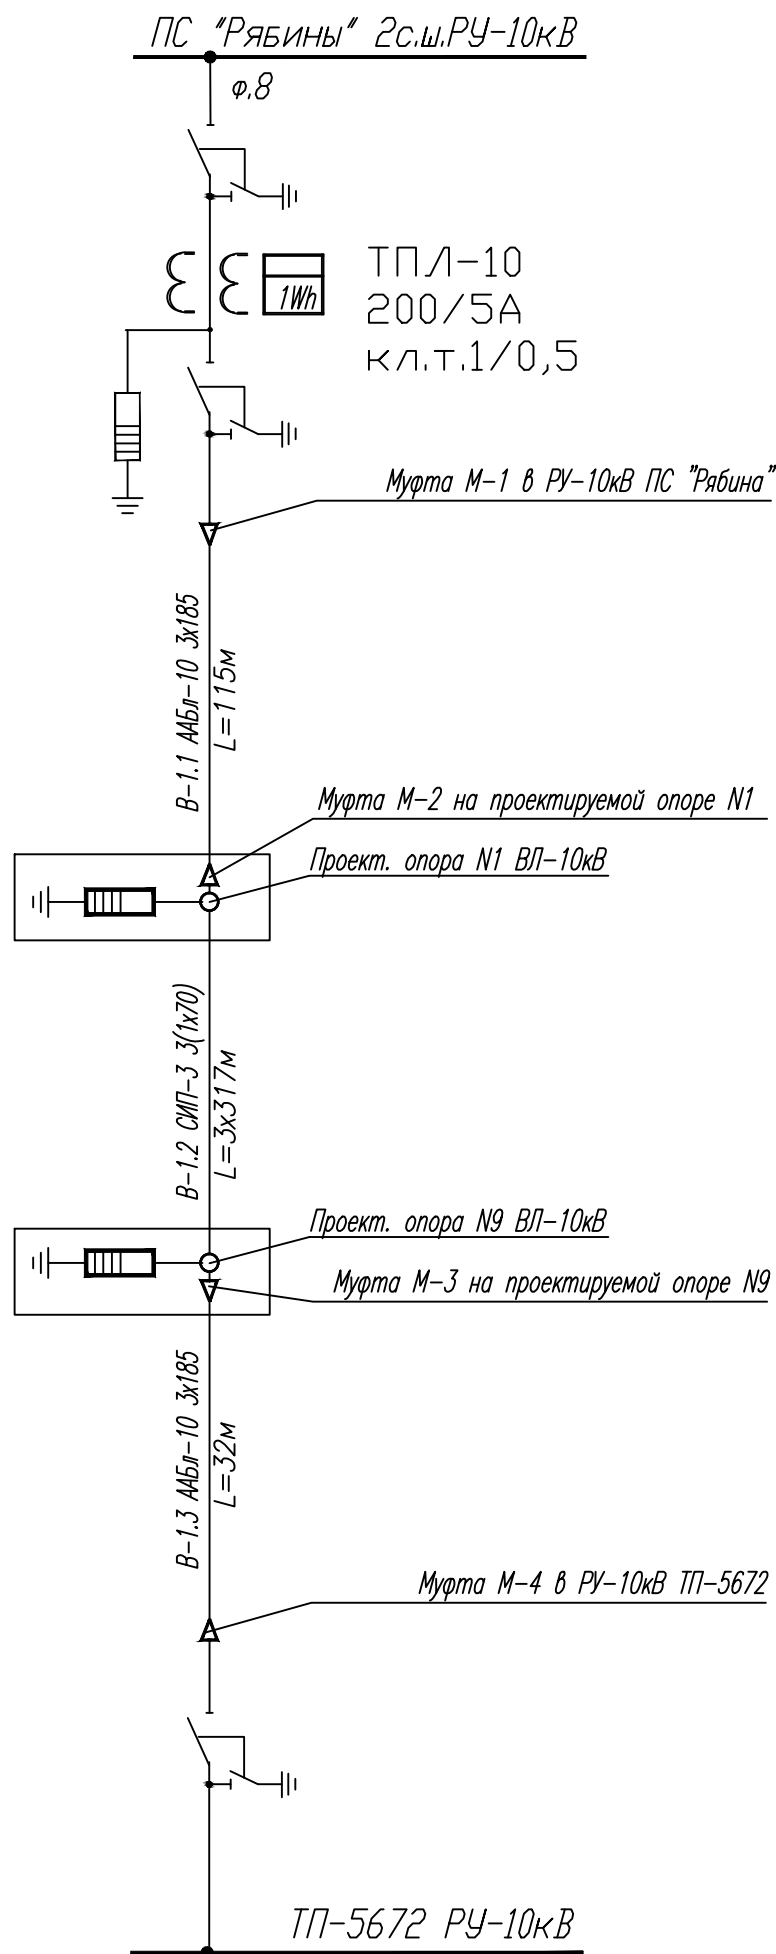 ПС "Рябины" 2с.ш.РУ-10кВ
ф.8
1Wh
ТПЛ-10
200/5А
кл.т.1/0,5
Муфта М-1 в РУ-10кВ ПС "Рябина"
В-1.1 ААБл-10 3х185
L=115м
Муфта М-2 на проектируемой опоре N1
Проект. опора N1 ВЛ-10кВ
В-1.2 СИП-3 3(1х70)
L=3х317м
Проект. опора N9 ВЛ-10кВ
Муфта М-3 на проектируемой опоре N9
В-1.3 ААБл-10 3х185
L=32м
Муфта М-4 в РУ-10кВ ТП-5672
ТП-5672 РУ-10кВ